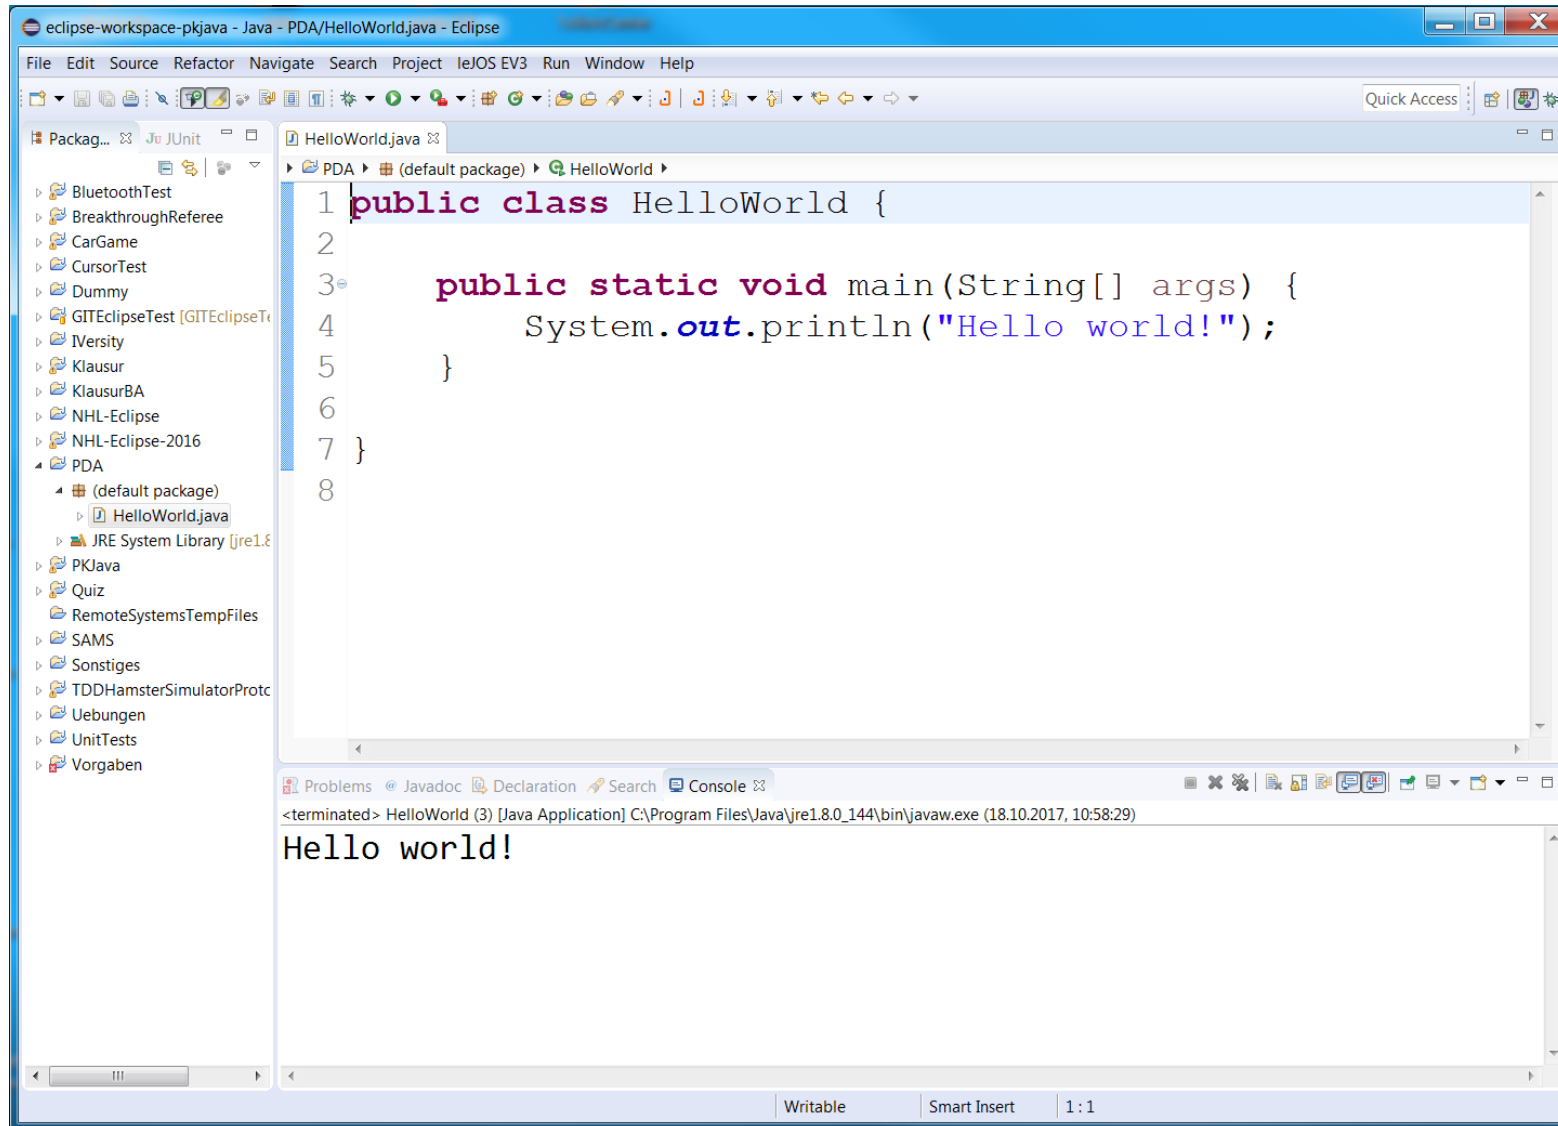 eclipse-workspace-pkjava - Java - PDA/HelloWorld.java - Eclipse
File Edit Source Refactor Navigate Search Project leJOS EV3 Run Window Help
Quick Access
Packag... JUnit
HelloWorld.java
PDA (default package) HelloWorld
BluetoothTest
BreakthroughReferee
CarGame
CursorTest
Dummy
GITEclipseTest [GITEclipseTe
IVersity
Klausur
KlausurBA
NHL-Eclipse
NHL-Eclipse-2016
PDA
(default package)
HelloWorld.java
JRE System Library [jre1.8
PKJava
Quiz
RemoteSystemsTempFiles
SAMS
Sonstiges
TDDHamsterSimulatorProto
Uebungen
UnitTests
Vorgaben
1 public class HelloWorld {
2
3 public static void main(String[] args) {
4 System.out.println("Hello world!");
5 }
6
7 }
8
Problems @ Javadoc Declaration Search Console
<terminated> HelloWorld (3) [Java Application] C:\Program Files\Java\jre1.8.0_144\bin\javaw.exe (18.10.2017, 10:58:29)
Hello world!
Writable Smart Insert 1 : 1